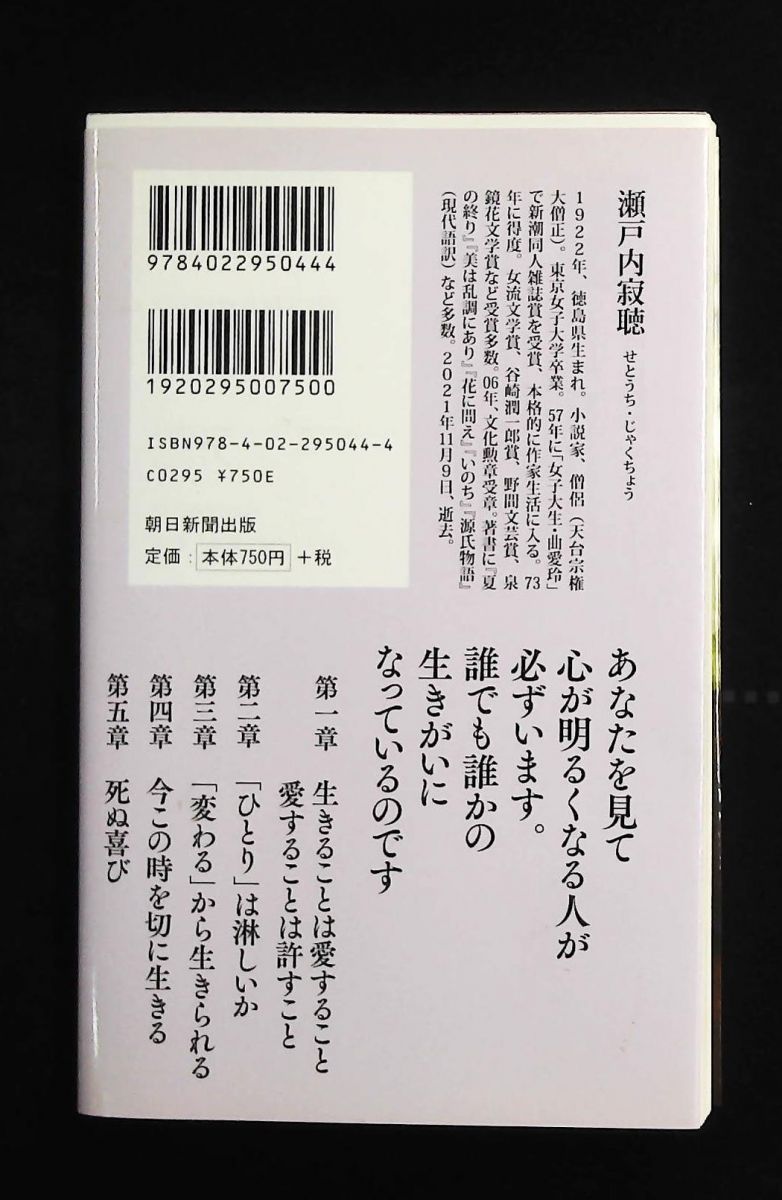 瀬戸内寂聴 せとうち・じゃくちょう
1922年、徳島県生まれ。小説家、僧侶（天台宗権
大僧正）。東京女子大学卒業。57年に「女子大生・曲愛玲」
で新潮同人雑誌賞を受賞、本格的に作家生活に入る。73
年に得度。女流文学賞、谷崎潤一郎賞、野間文芸賞、泉
鏡花文学賞など受賞多数。06年、文化勲章受章。著書に『夏
の終り』『美は乱調にあり』『花に問え』『いのち』『源氏物語』
（現代語訳）など多数。2021年11月9日、逝去。
9784022950444
1920295007500
ISBN978-4-02-295044-4
C0295 ¥750E
朝日新聞出版
定価：本体750円+税
あなたを見て
心が明るくなる人が
必ずいます。
誰でも誰かの
生きがいに
なっているのです
第一章 生きることは愛すること
愛することは許すこと
第二章 「ひとり」は淋しいか
第三章 「変わる」から生きられる
第四章 今この時を切に生きる
第五章 死ぬ喜び